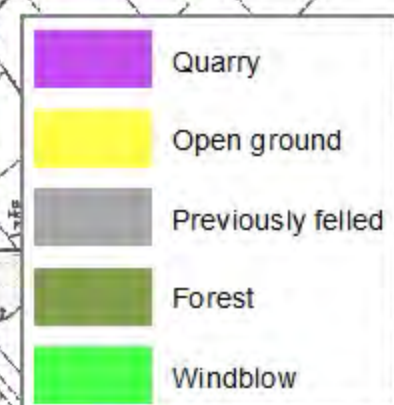 Quarry
Open ground
Previously felled
Forest
Windblow